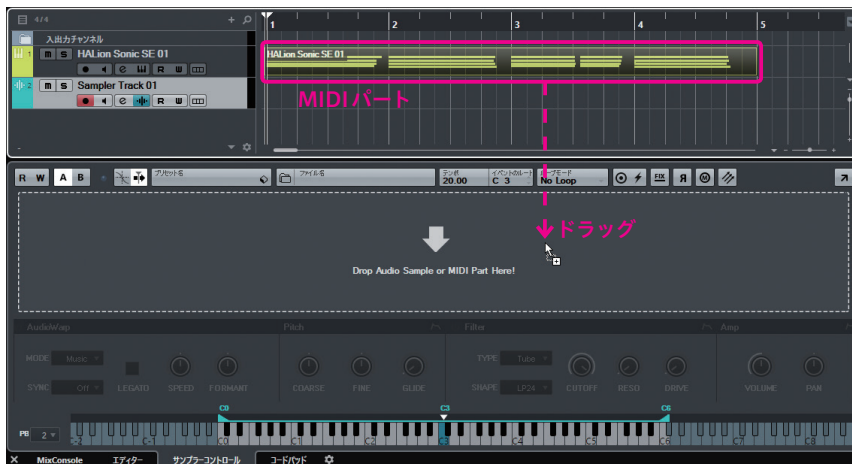 4/4
1 2 3 4 5
入出力チャンネル
1 m S HALion Sonic SE 01
R W
HALion Sonic SE 01
2 m S Sampler Track 01
R W
MIDIパート
R W A B プリセット名 ファイル名 テンポ 20.00 イベントのルート C 3 ループモード No Loop FIX
ドラッグ
Drop Audio Sample or MIDI Part Here!
AudioWarp Pitch Filter Amp
MODE Music TYPE Tube
SYNC Off LEGATO SPEED FORMANT COARSE FINE GLIDE SHAPE LP24 CUTOFF RESO DRIVE VOLUME PAN
C0 C3 C6
PB 2
C-2 C-1 C0 C1 C2 C3 C4 C5 C6 C7 C8
MixConsole エディター サンプラーコントロール コードパッド